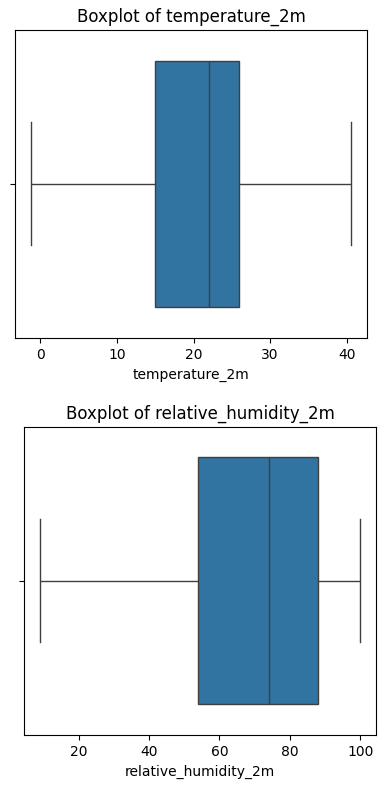 Boxplot of temperature_2m
0 10 20 30 40
temperature_2m
Boxplot of relative_humidity_2m
20 40 60 80 100
relative_humidity_2m